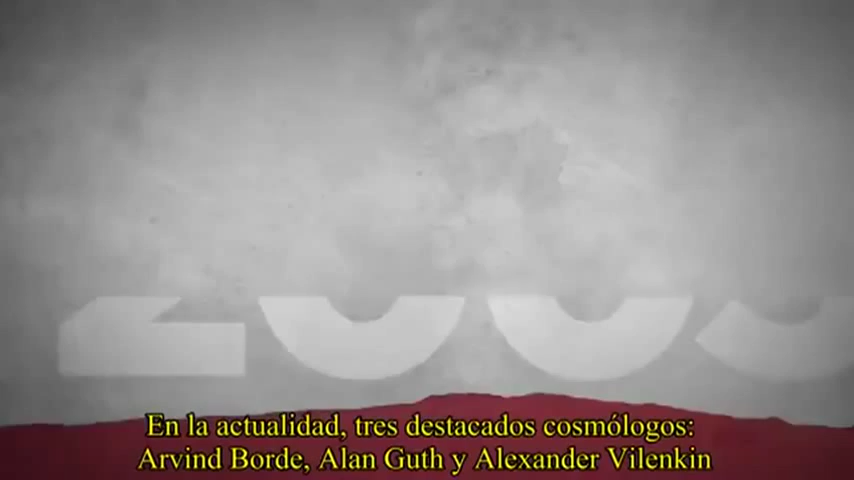 En la actualidad, tres destacados cosmólogos:
Arvind Borde, Alan Guth y Alexander Vilenkin